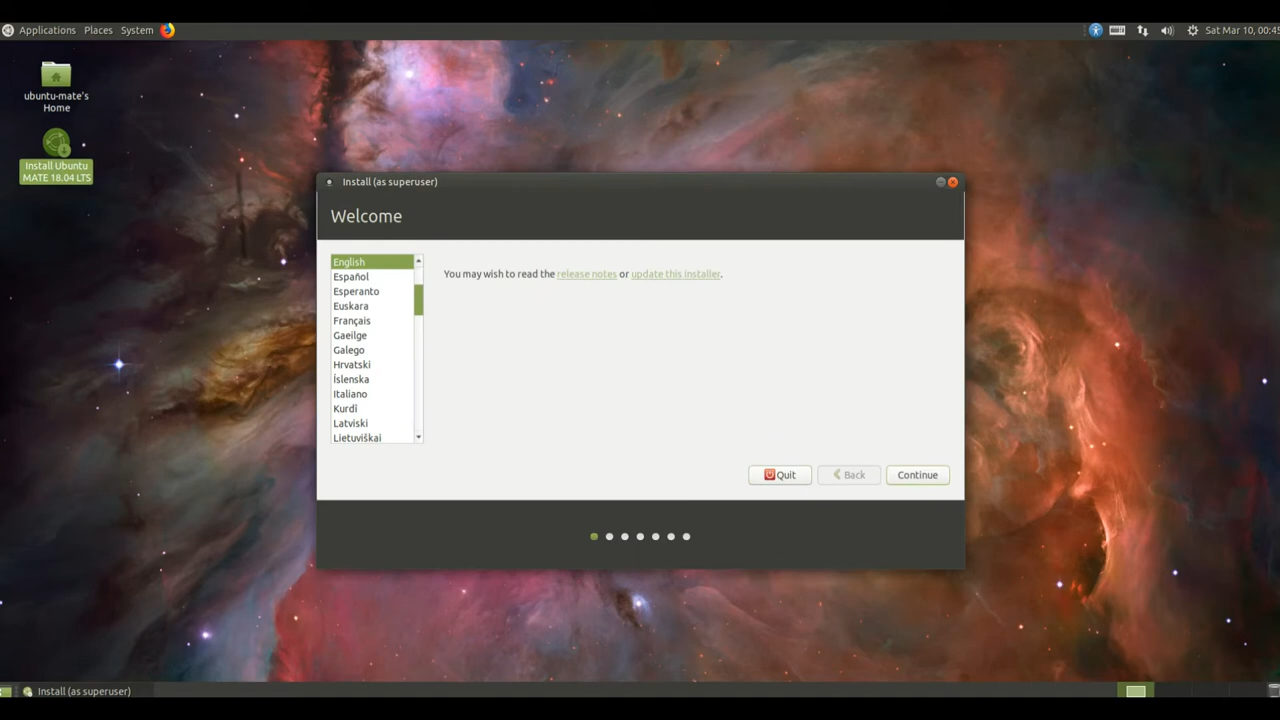 Applications Places System
Sat Mar 10, 00:45
ubuntu-mate's
Home
Install Ubuntu
MATE 18.04 LTS
Install (as superuser)
Welcome
English
Español
Esperanto
Euskara
Français
Gaeilge
Galego
Hrvatski
Íslenska
Italiano
Kurdî
Latviski
Lietuviškai
You may wish to read the release notes or update this installer.
Quit
Back
Continue
Install (as superuser)